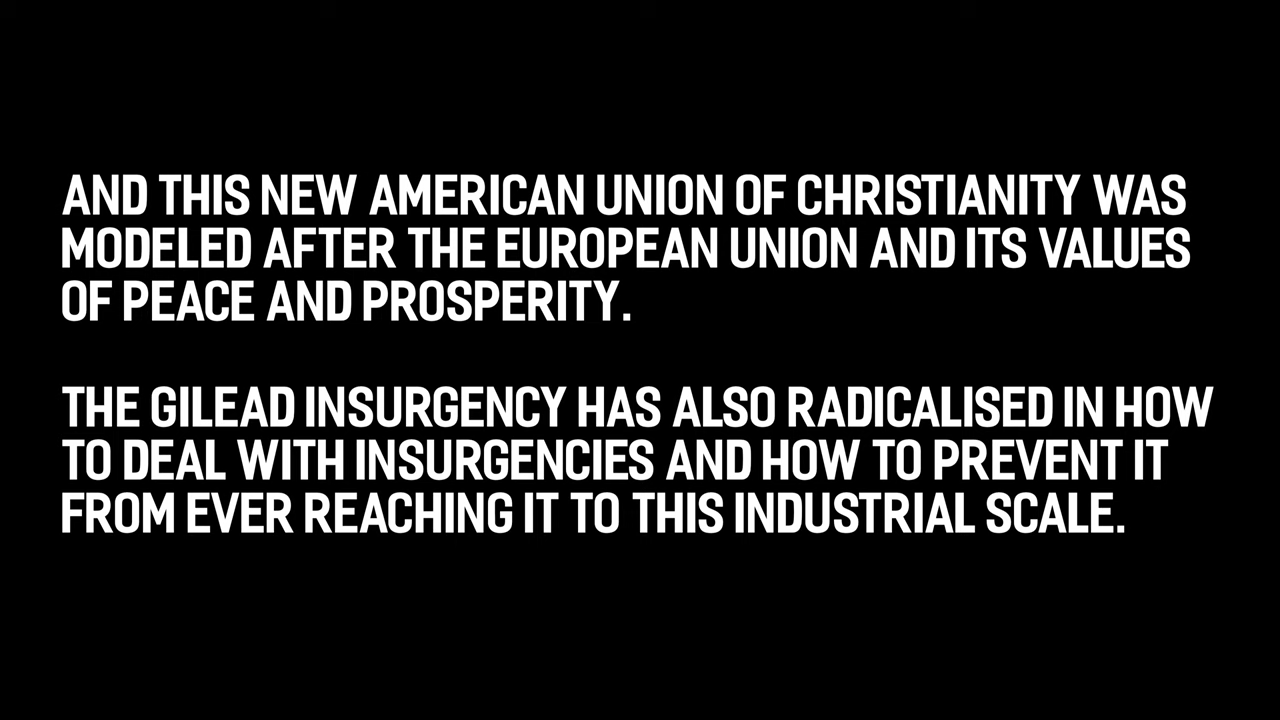 AND THIS NEW AMERICAN UNION OF CHRISTIANITY WAS
MODELED AFTER THE EUROPEAN UNION AND ITS VALUES
OF PEACE AND PROSPERITY.
THE GILEAD INSURGENCY HAS ALSO RADICALISED IN HOW
TO DEAL WITH INSURGENCIES AND HOW TO PREVENT IT
FROM EVER REACHING IT TO THIS INDUSTRIAL SCALE.